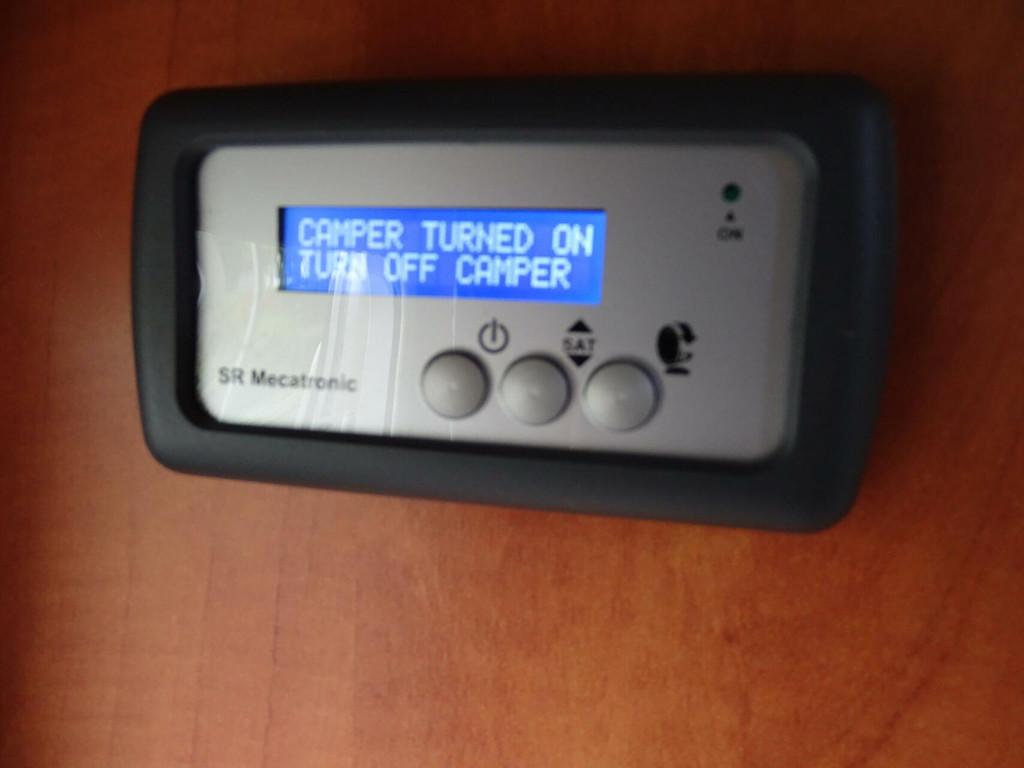 CAMPER TURNED ON
TURN OFF CAMPER
ON
SAT
SR Mecatronic